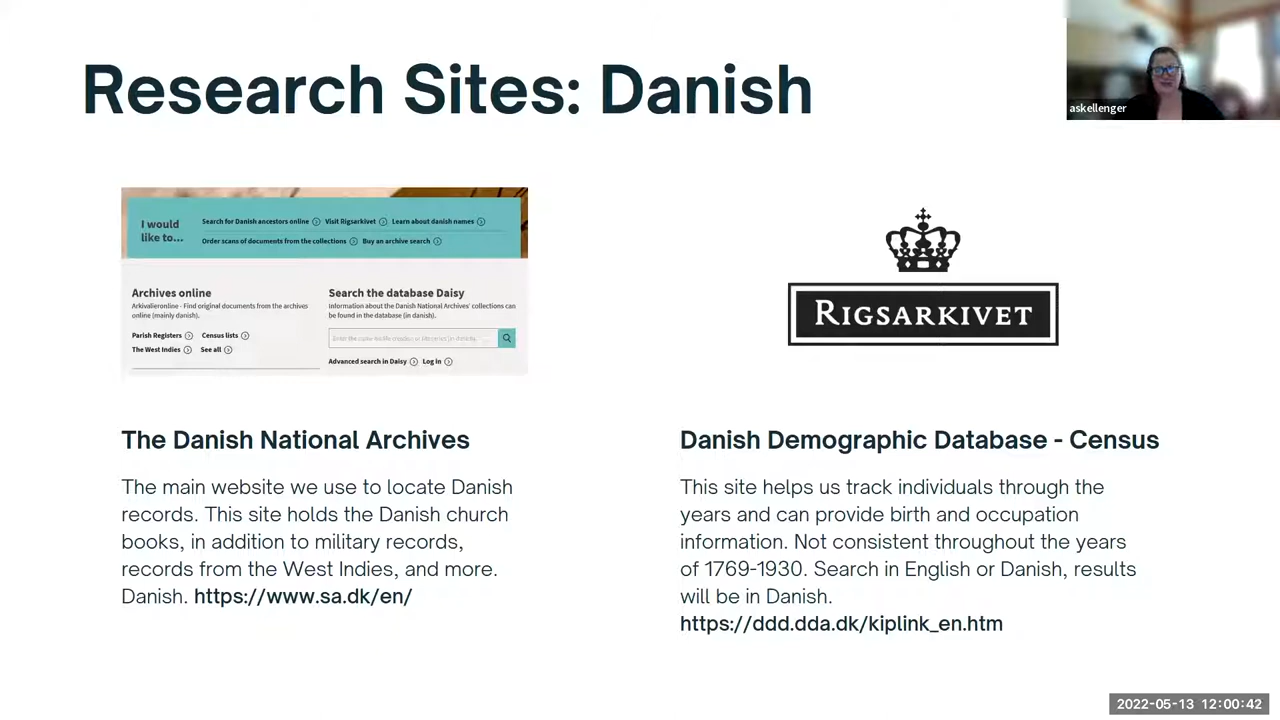 Research Sites: Danish
askellenger
I would
like to...
Search for Danish ancestors online Visit Rigsarkivet Learn about danish names
Order scans of documents from the collections Buy an archive search
Archives online
Arkivalieronline - Find original documents from the archives
online (mainly danish).
Parish Registers Census lists
The West Indies See all
Search the database Daisy
Information about the Danish National Archives' collections can
be found in the database (in danish).
Advanced search in Daisy Log in
RIGSARKIVET
The Danish National Archives
The main website we use to locate Danish
records. This site holds the Danish church
books, in addition to military records,
records from the West Indies, and more.
Danish. https://www.sa.dk/en/
Danish Demographic Database - Census
This site helps us track individuals through the
years and can provide birth and occupation
information. Not consistent throughout the years
of 1769-1930. Search in English or Danish, results
will be in Danish.
https://ddd.dda.dk/kiplink_en.htm
2022-05-13 12:00:42